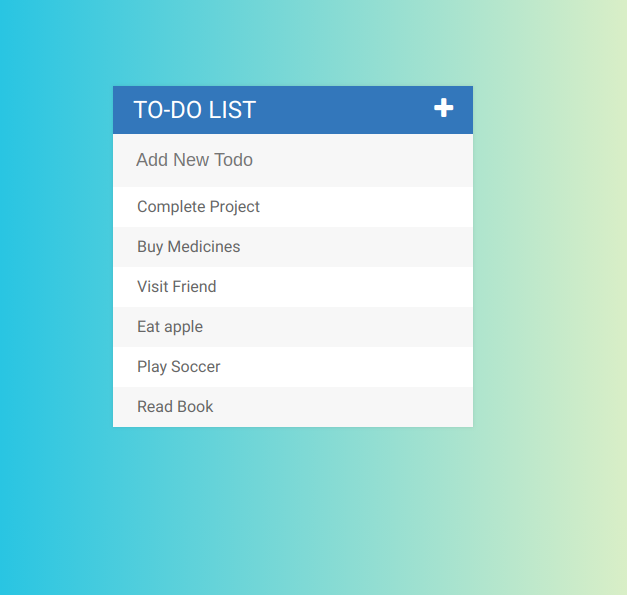 TO-DO LIST
Add New Todo
Complete Project
Buy Medicines
Visit Friend
Eat apple
Play Soccer
Read Book